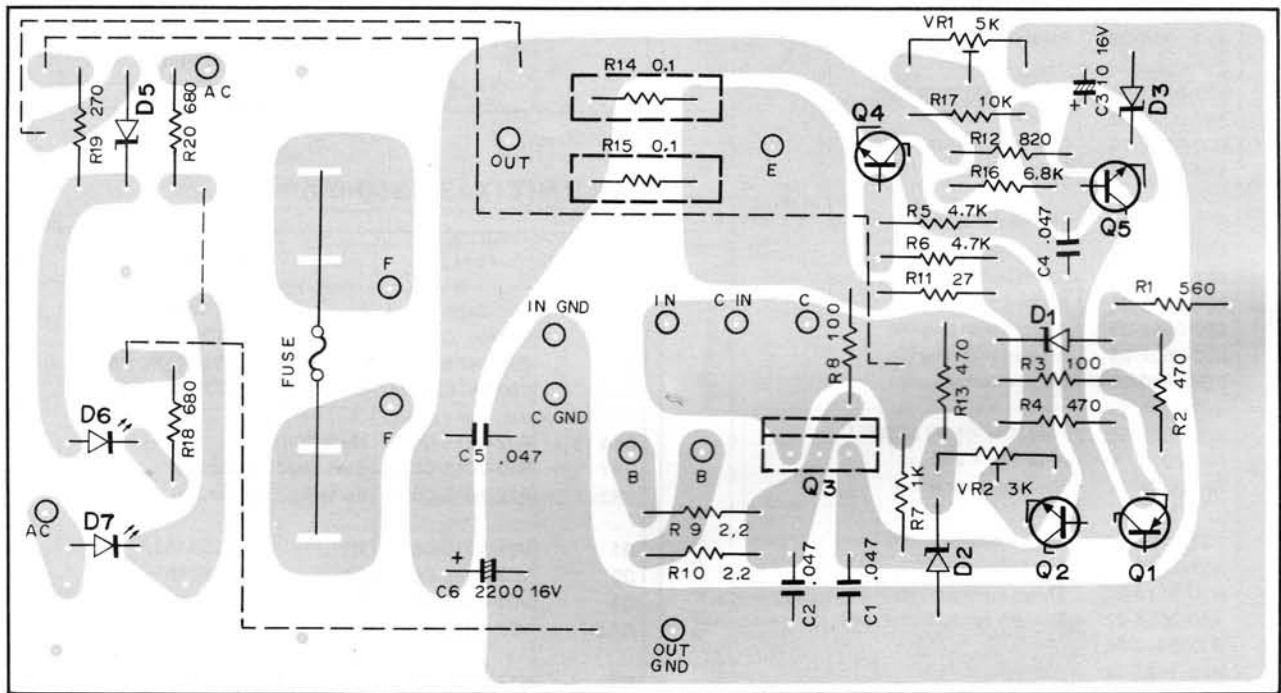 VR1 5K
R14 0.1
AC
270
D5
680
R19
R20
C3 10 16V
+
D3
R17 10K
Q4
OUT
R15 0.1
E
R12 820
R16 6.8K
Q5
R5 4.7K
R6 4.7K
R11 27
C4 .047
F
IN GND
IN
C IN
C
R1 560
R8 100
D1
FUSE
R3 100
R13 470
R4 470
R2 470
C GND
F
D6
R18 680
C5 .047
B
B
Q3
R7 1K
VR2 3K
AC
D7
R9 2,2
R10 2.2
D2
Q2
Q1
+
C6 2200 16V
C2 .047
C1 .047
OUT
GND